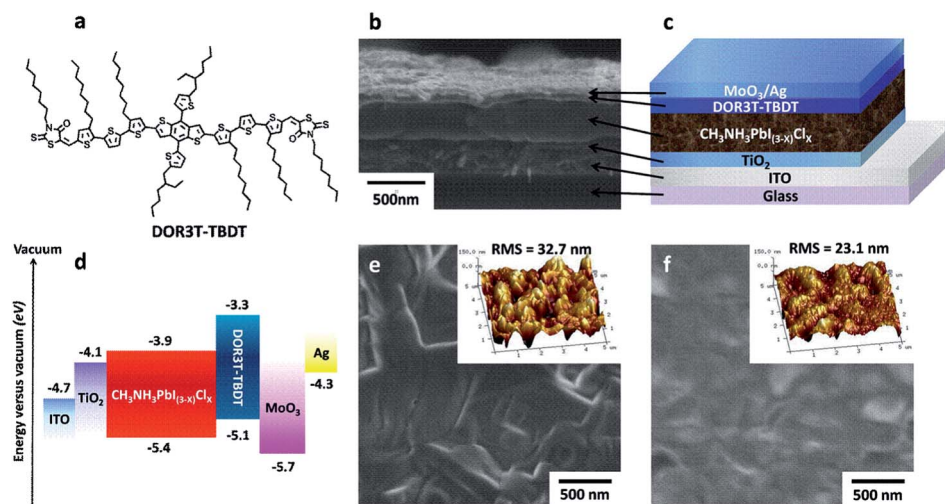 a
N
O
S
S
S
S
S
S
S
S
S
S
S
S
S
O
N
S
S
DOR3T-TBDT
b
500nm
c
MoO₃/Ag
DOR3T-TBDT
CH₃NH₃PbI₍₃₋ₓ₎Clₓ
TiO₂
ITO
Glass
Vacuum
d
Energy versus vacuum (eV)
-4.7
ITO
-4.1
TiO₂
-3.9
CH₃NH₃PbI₍₃₋ₓ₎Clₓ
-5.4
-3.3
DOR3T-TBDT
-5.1
MoO₃
-5.7
Ag
-4.3
e
RMS = 32.7 nm
500 nm
f
RMS = 23.1 nm
500 nm